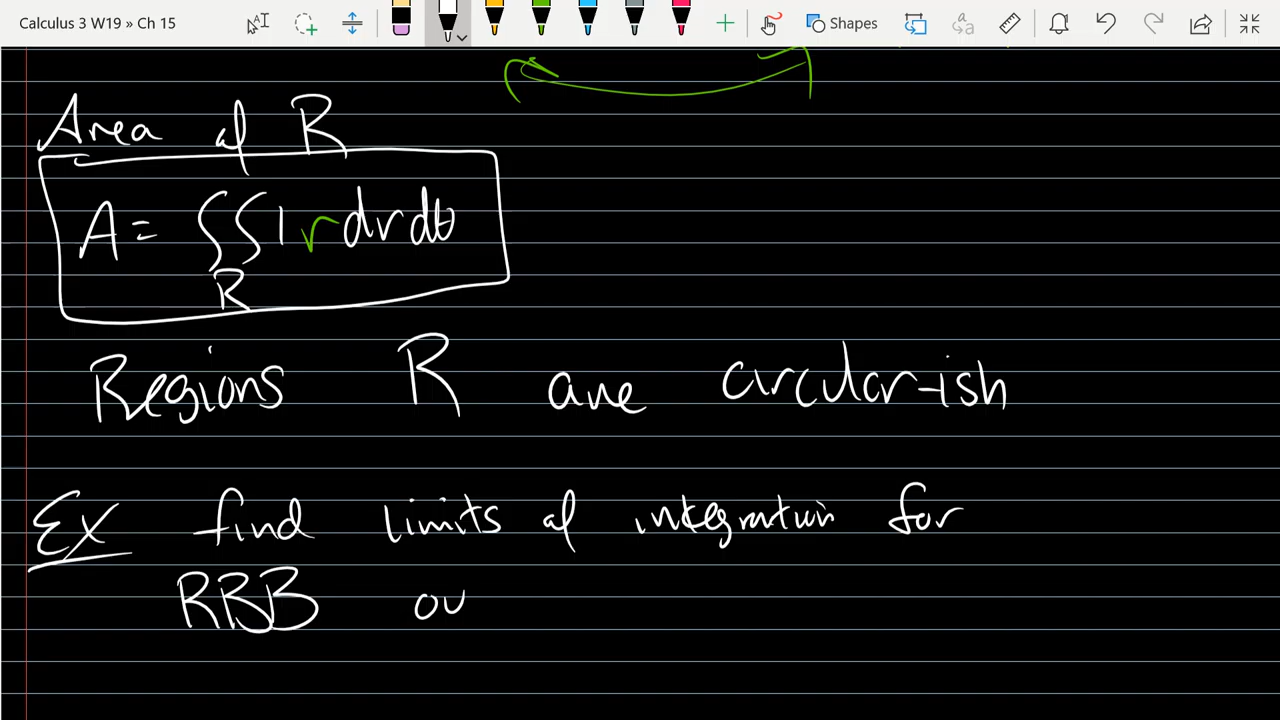 Calculus 3 W19 » Ch 15
Shapes
Area of R
A = ∫∫ 1 r dr dθ
R
Regions R are circular-ish
Ex find limits of integration for
RBB ou